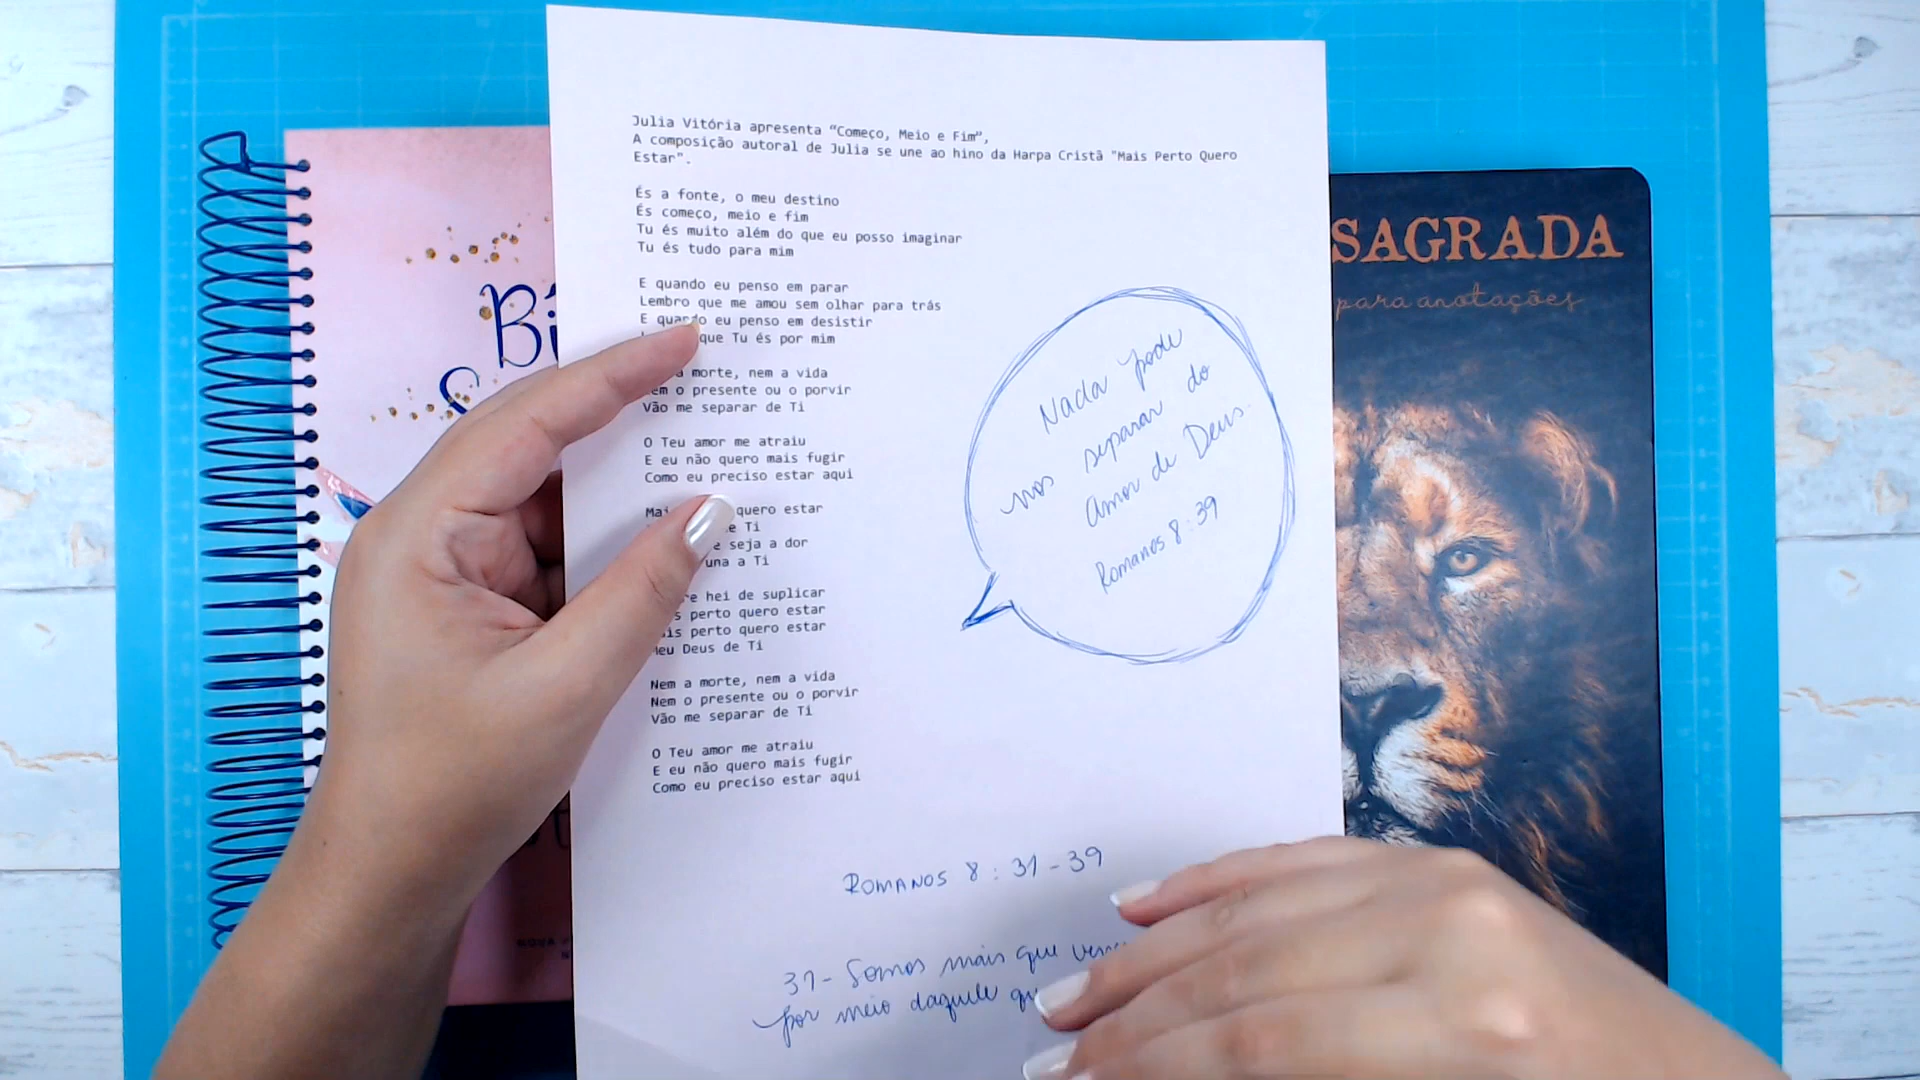 Julia Vitória apresenta “Começo, Meio e Fim”,
A composição autoral de Julia se une ao hino da Harpa Cristã "Mais Perto Quero
Estar".
És a fonte, o meu destino
És começo, meio e fim
Tu és muito além do que eu posso imaginar
Tu és tudo para mim
E quando eu penso em parar
Lembro que me amou sem olhar para trás
E quando eu penso em desistir
que Tu és por mim
morte, nem a vida
o presente ou o porvir
Vão me separar de Ti
O Teu amor me atraiu
E eu não quero mais fugir
Como eu preciso estar aqui
quero estar
Ti
seja a dor
una a Ti
hei de suplicar
perto quero estar
perto quero estar
Meu Deus de Ti
Nem a morte, nem a vida
Nem o presente ou o porvir
Vão me separar de Ti
O Teu amor me atraiu
E eu não quero mais fugir
Como eu preciso estar aqui
Nada pode
nos separar do
Amor de Deus.
Romanos 8:39
ROMANOS 8:31-39
37- Somos mais que
por meio daquele
SAGRADA
para anotações